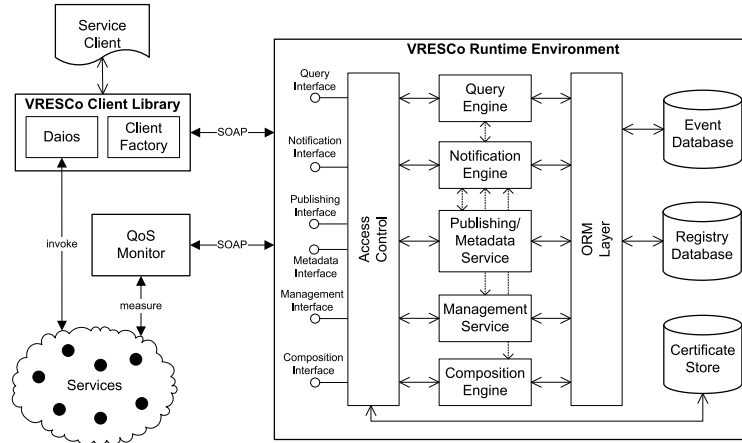 Service
Client
VRESCo Client Library
Daios
Client
Factory
SOAP
invoke
QoS
Monitor
SOAP
measure
Services
VRESCo Runtime Environment
Query
Interface
Notification
Interface
Publishing
Interface
Metadata
Interface
Management
Interface
Composition
Interface
Access
Control
Query
Engine
Notification
Engine
Publishing/
Metadata
Service
Management
Service
Composition
Engine
ORM
Layer
Event
Database
Registry
Database
Certificate
Store